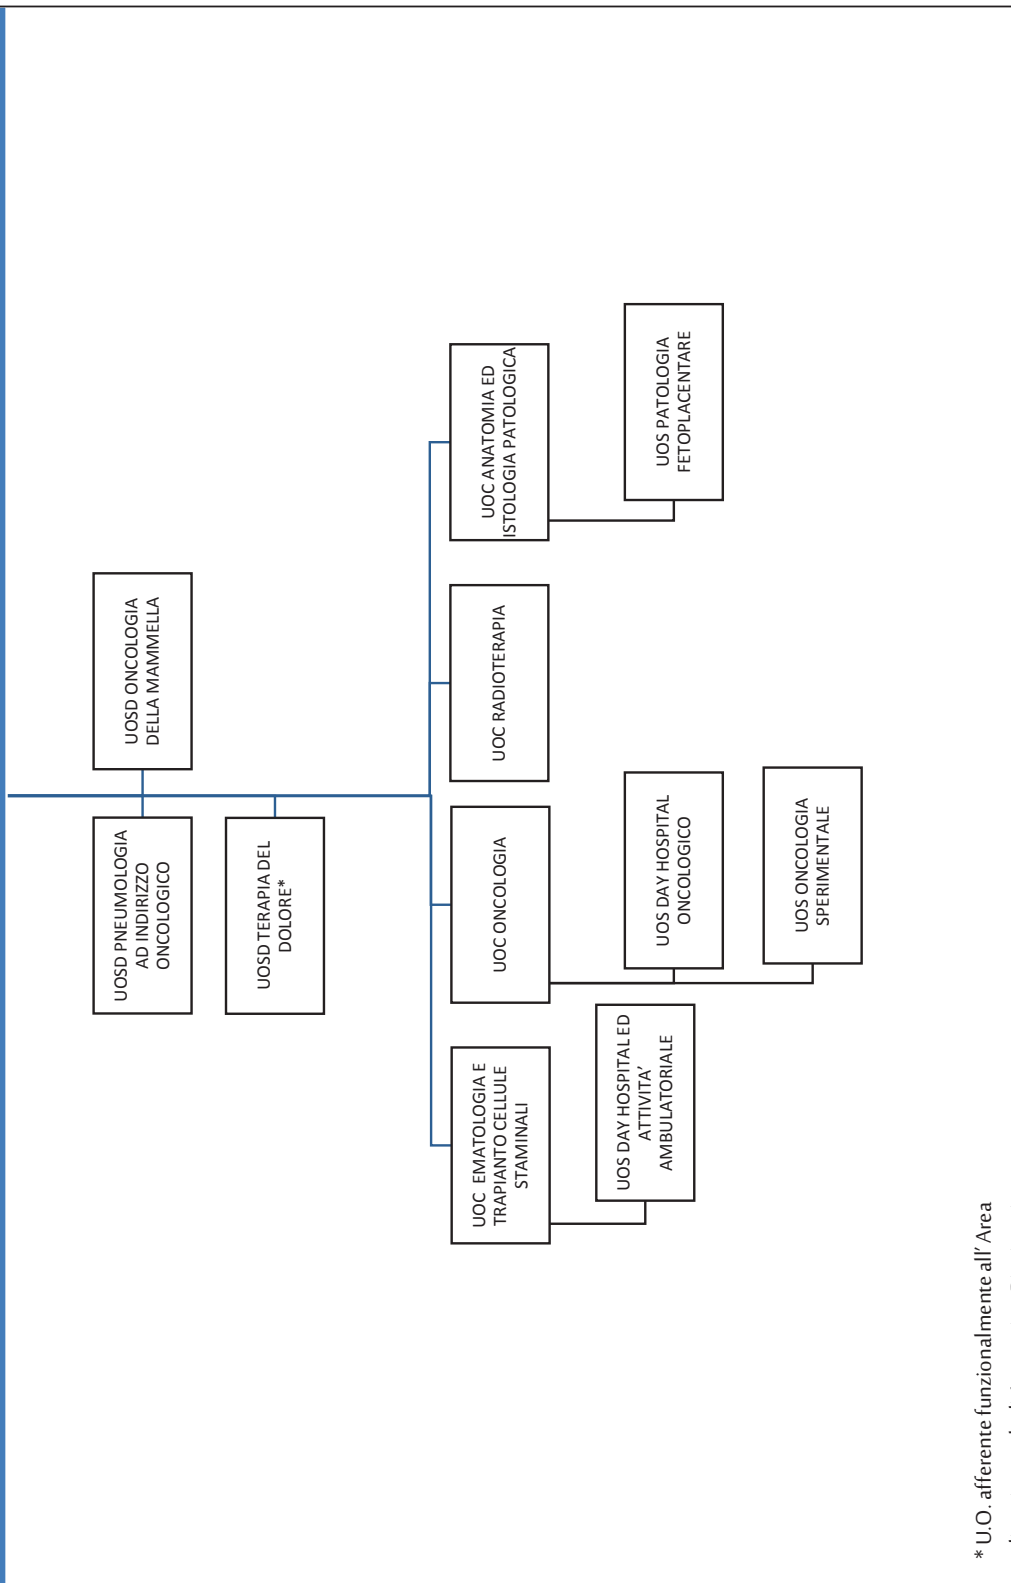 UOSD PNEUMOLOGIA
AD INDIRIZZO
ONCOLOGICO
UOSD ONCOLOGIA
DELLA MAMMELLA
UOSD TERAPIA DEL
DOLORE*
UOC EMATOLOGIA E
TRAPIANTO CELLULE
STAMINALI
UOC ONCOLOGIA
UOC RADIOTERAPIA
UOC ANATOMIA ED
ISTOLOGIA PATOLOGICA
UOS DAY HOSPITAL ED
ATTIVITA’
AMBULATORIALE
UOS DAY HOSPITAL
ONCOLOGICO
UOS PATOLOGIA
FETOPLACENTARE
UOS ONCOLOGIA
SPERIMENTALE
* U.O. afferente funzionalmente all’ Area